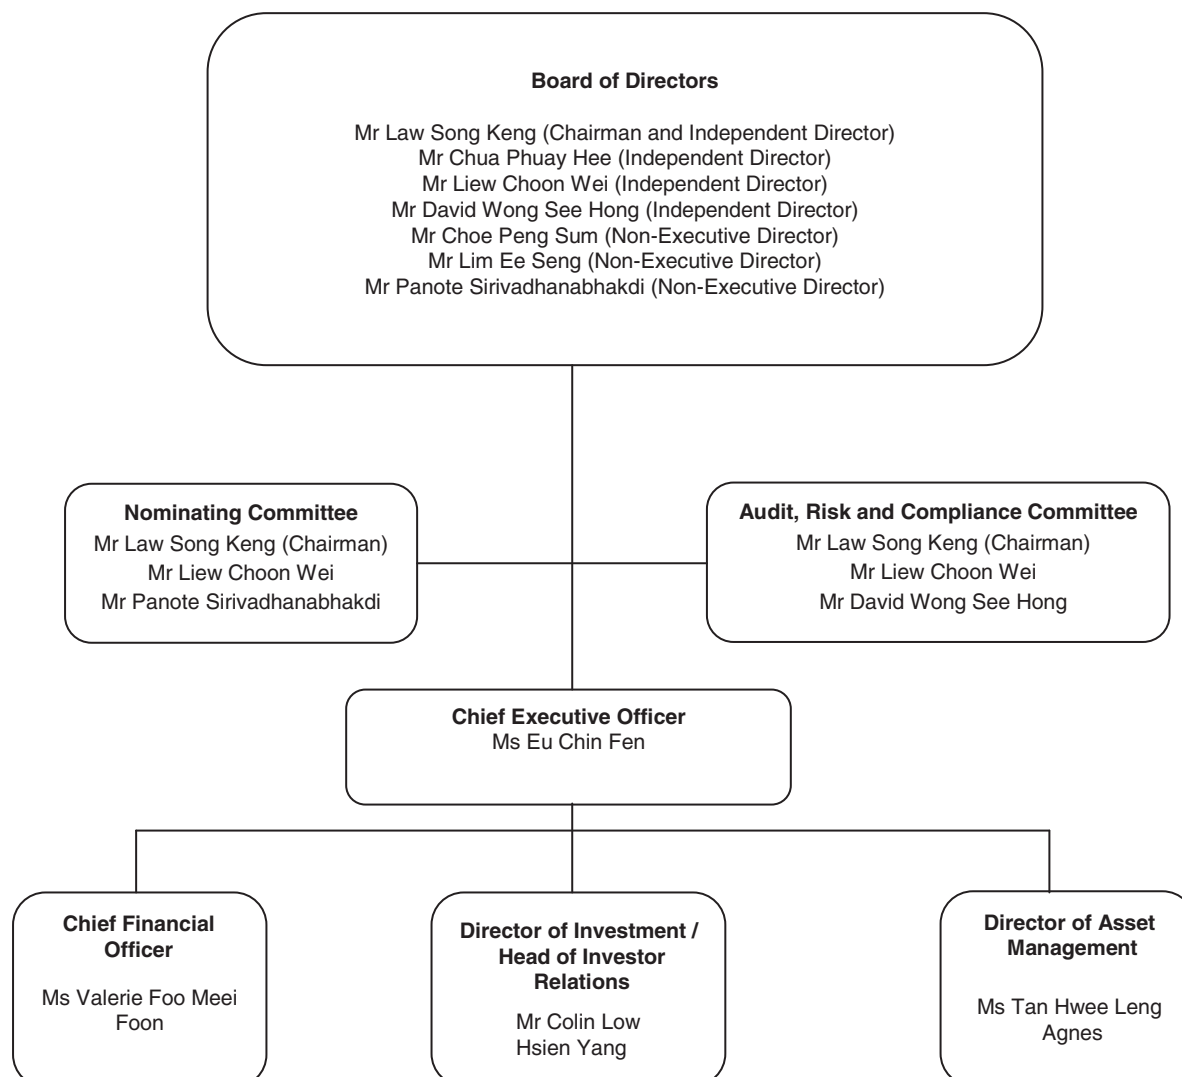 Board of Directors
Mr Law Song Keng (Chairman and Independent Director)
Mr Chua Phuay Hee (Independent Director)
Mr Liew Choon Wei (Independent Director)
Mr David Wong See Hong (Independent Director)
Mr Choe Peng Sum (Non-Executive Director)
Mr Lim Ee Seng (Non-Executive Director)
Mr Panote Sirivadhanabhakdi (Non-Executive Director)
Nominating Committee
Mr Law Song Keng (Chairman)
Mr Liew Choon Wei
Mr Panote Sirivadhanabhakdi
Audit, Risk and Compliance Committee
Mr Law Song Keng (Chairman)
Mr Liew Choon Wei
Mr David Wong See Hong
Chief Executive Officer
Ms Eu Chin Fen
Chief Financial
Officer
Ms Valerie Foo Meei
Foon
Director of Investment /
Head of Investor
Relations
Mr Colin Low
Hsien Yang
Director of Asset
Management
Ms Tan Hwee Leng
Agnes